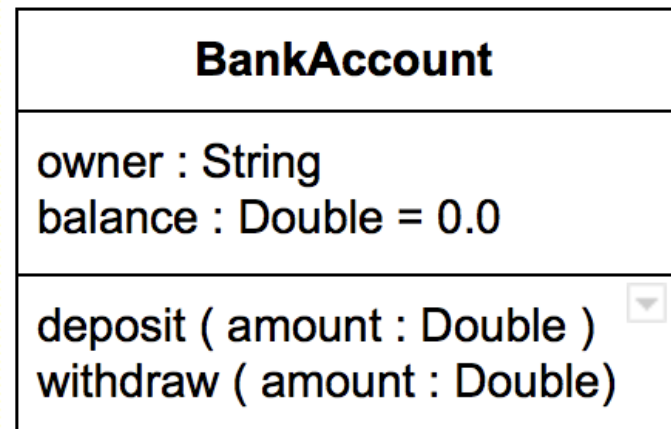 BankAccount
owner : String
balance : Double = 0.0
deposit ( amount : Double )
withdraw ( amount : Double)